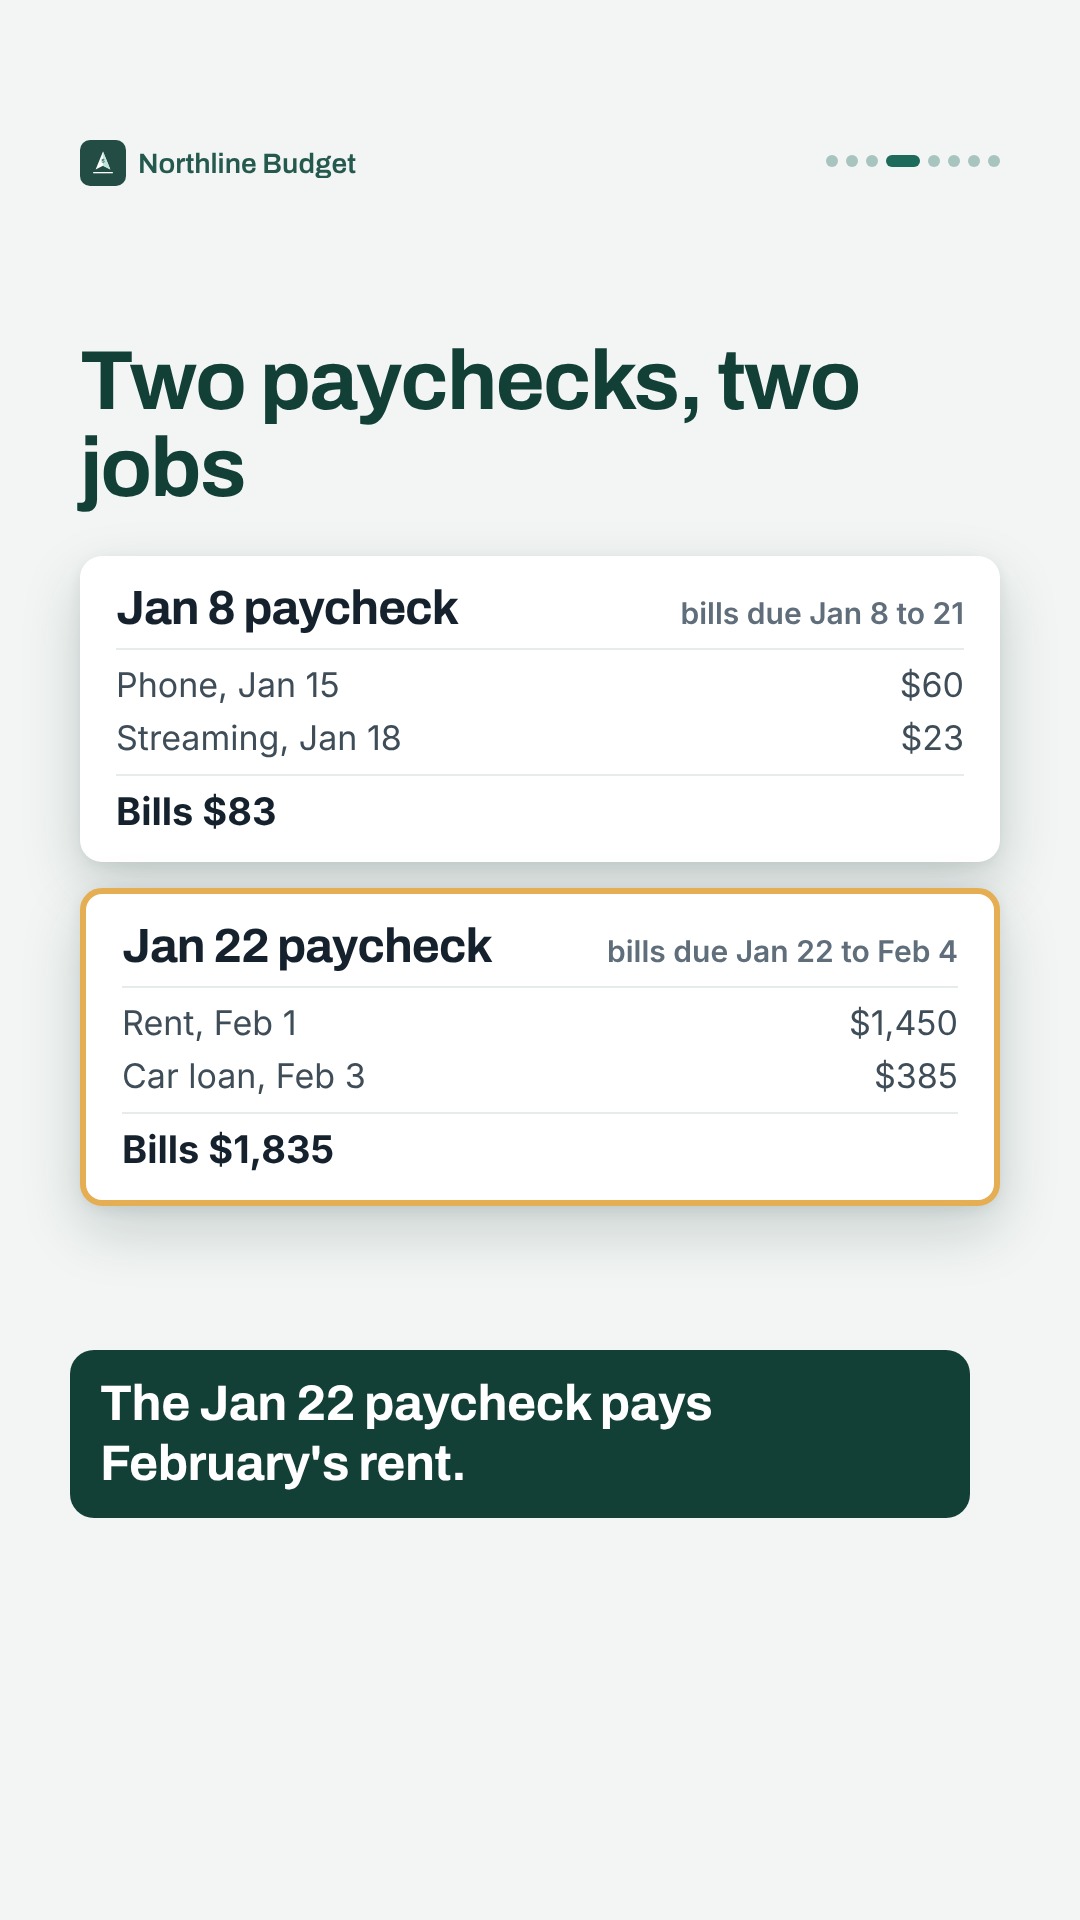 Northline Budget
Two paychecks, two
jobs
Jan 8 paycheck bills due Jan 8 to 21
Phone, Jan 15 $60
Streaming, Jan 18 $23
Bills $83
Jan 22 paycheck bills due Jan 22 to Feb 4
Rent, Feb 1 $1,450
Car loan, Feb 3 $385
Bills $1,835
The Jan 22 paycheck pays
February's rent.